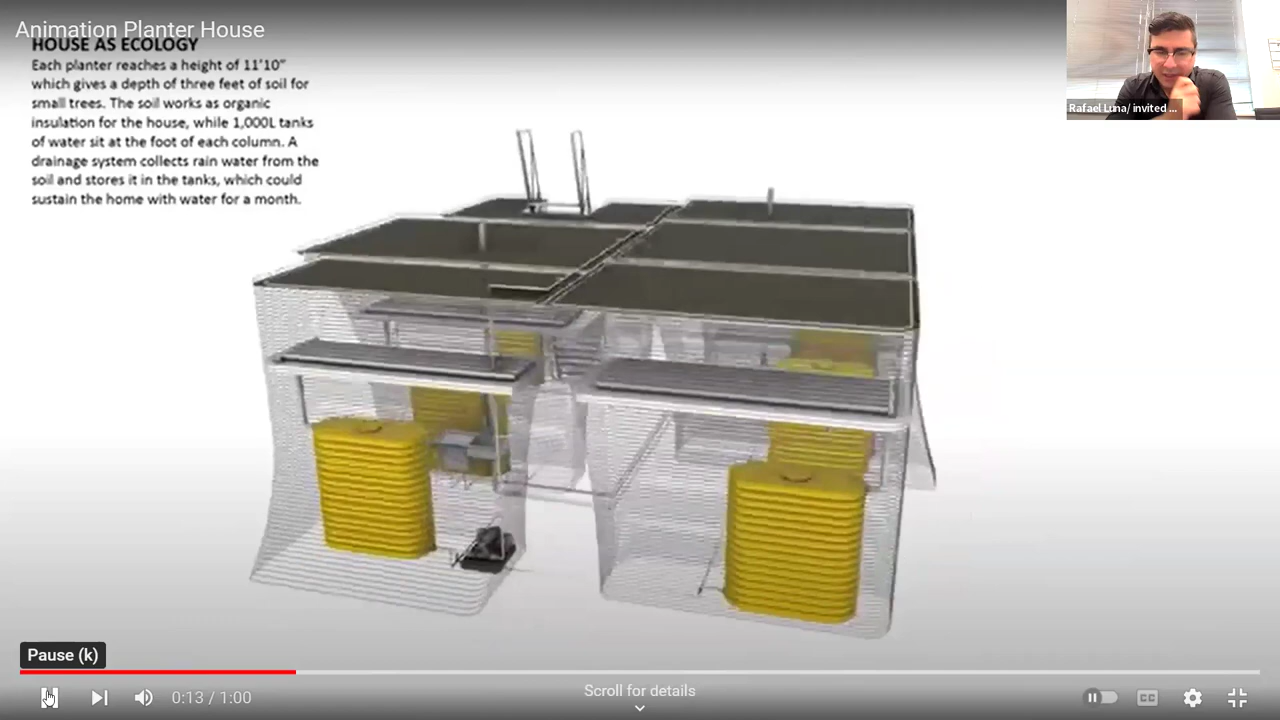 Animation Planter House
HOUSE AS ECOLOGY
Each planter reaches a height of 11'10"
which gives a depth of three feet of soil for
small trees. The soil works as organic
insulation for the house, while 1,000L tanks
of water sit at the foot of each column. A
drainage system collects rain water from the
soil and stores it in the tanks, which could
sustain the home with water for a month.
Rafael Luna/ invited ...
Pause (k)
0:13 / 1:00
Scroll for details
CC